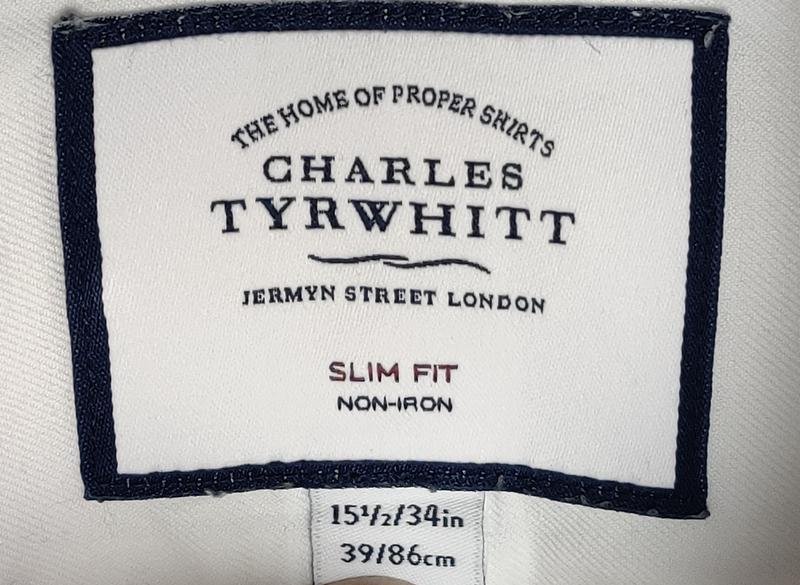 THE HOME OF PROPER SHIRTS
CHARLES
TYRWHITT
JERMYN STREET LONDON
SLIM FIT
NON-IRON
15½/34in
39/86cm